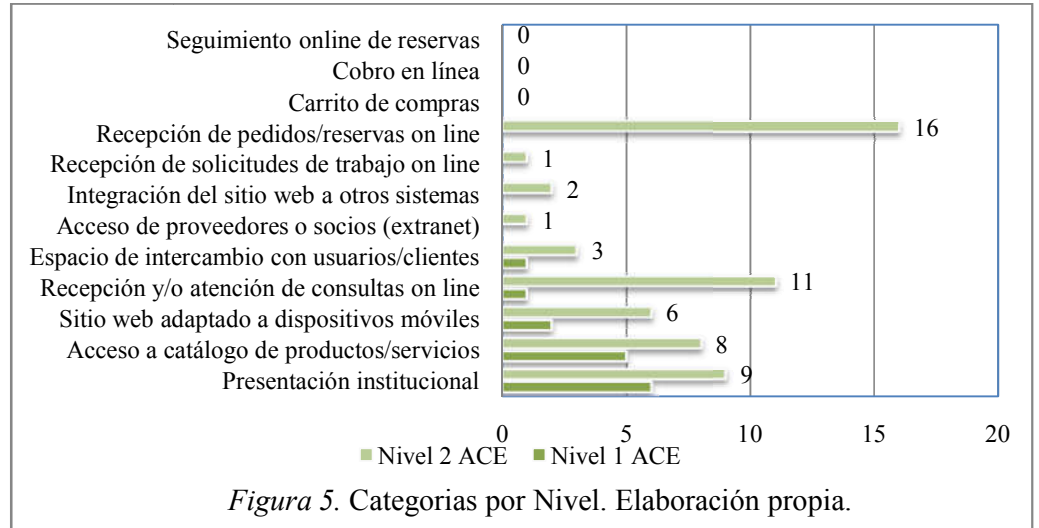 Seguimiento online de reservas 0
Cobro en línea 0
Carrito de compras 0
Recepción de pedidos/reservas on line 16
Recepción de solicitudes de trabajo on line 1
Integración del sitio web a otros sistemas 2
Acceso de proveedores o socios (extranet) 1
Espacio de intercambio con usuarios/clientes 3
Recepción y/o atención de consultas on line 11
Sitio web adaptado a dispositivos móviles 6
Acceso a catálogo de productos/servicios 8
Presentación institucional 9
0 5 10 15 20
Nivel 2 ACE Nivel 1 ACE
Figura 5. Categorias por Nivel. Elaboración propia.